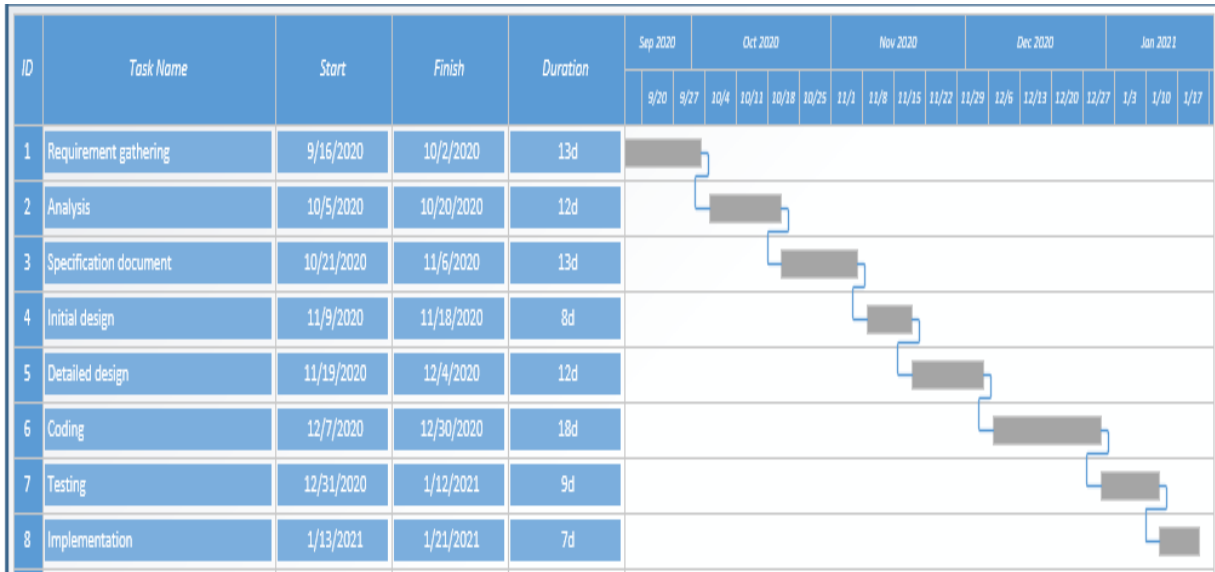 ID Task Name Start Finish Duration Sep 2020 Oct 2020 Nov 2020 Dec 2020 Jan 2021
9/20 9/27 10/4 10/11 10/18 10/25 11/1 11/8 11/15 11/22 11/29 12/6 12/13 12/20 12/27 1/3 1/10 1/17
1 Requirement gathering 9/16/2020 10/2/2020 13d
2 Analysis 10/5/2020 10/20/2020 12d
3 Specification document 10/21/2020 11/6/2020 13d
4 Initial design 11/9/2020 11/18/2020 8d
5 Detailed design 11/19/2020 12/4/2020 12d
6 Coding 12/7/2020 12/30/2020 18d
7 Testing 12/31/2020 1/12/2021 9d
8 Implementation 1/13/2021 1/21/2021 7d